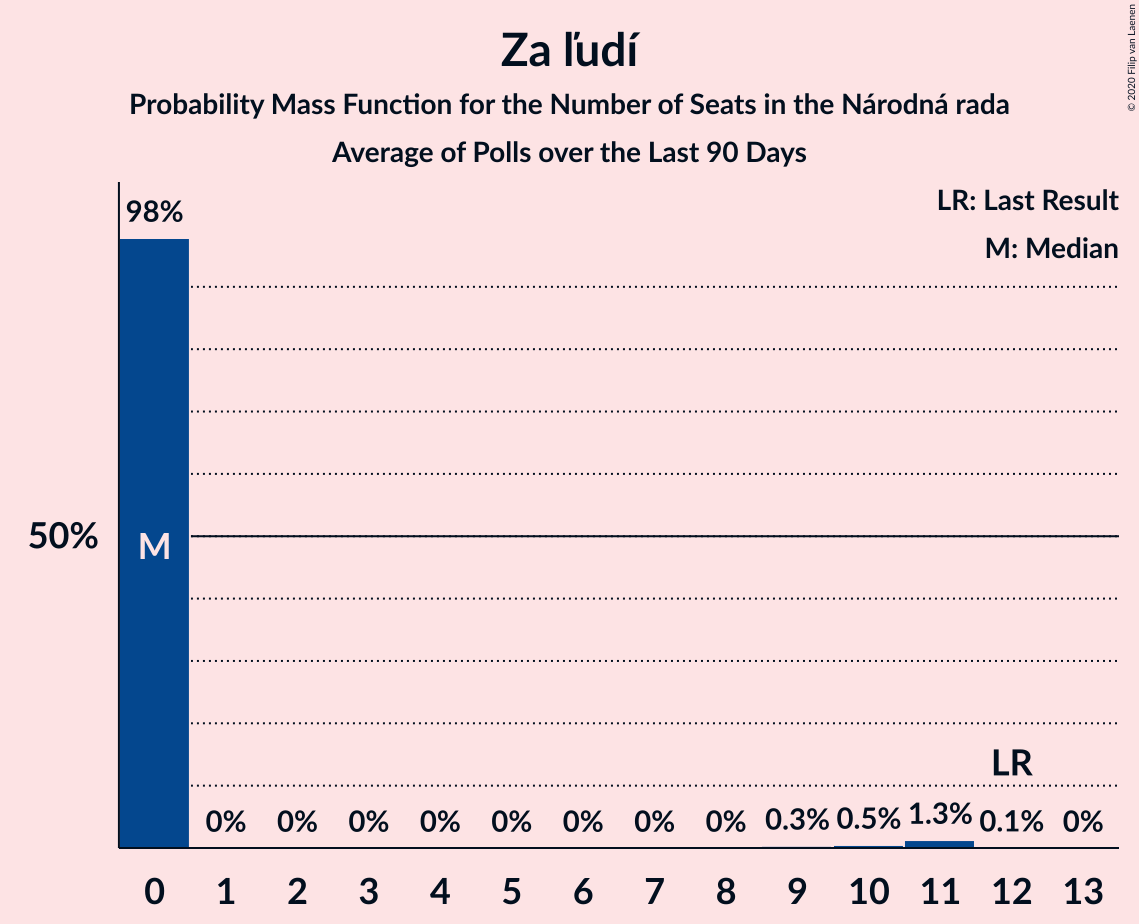 Za ľudí
Probability Mass Function for the Number of Seats in the Národná rada
Average of Polls over the Last 90 Days
© 2020 Filip van Laenen
LR: Last Result
M: Median
98%
50%
M
LR
0% 0% 0% 0% 0% 0% 0% 0% 0.3% 0.5% 1.3% 0.1% 0%
0 1 2 3 4 5 6 7 8 9 10 11 12 13